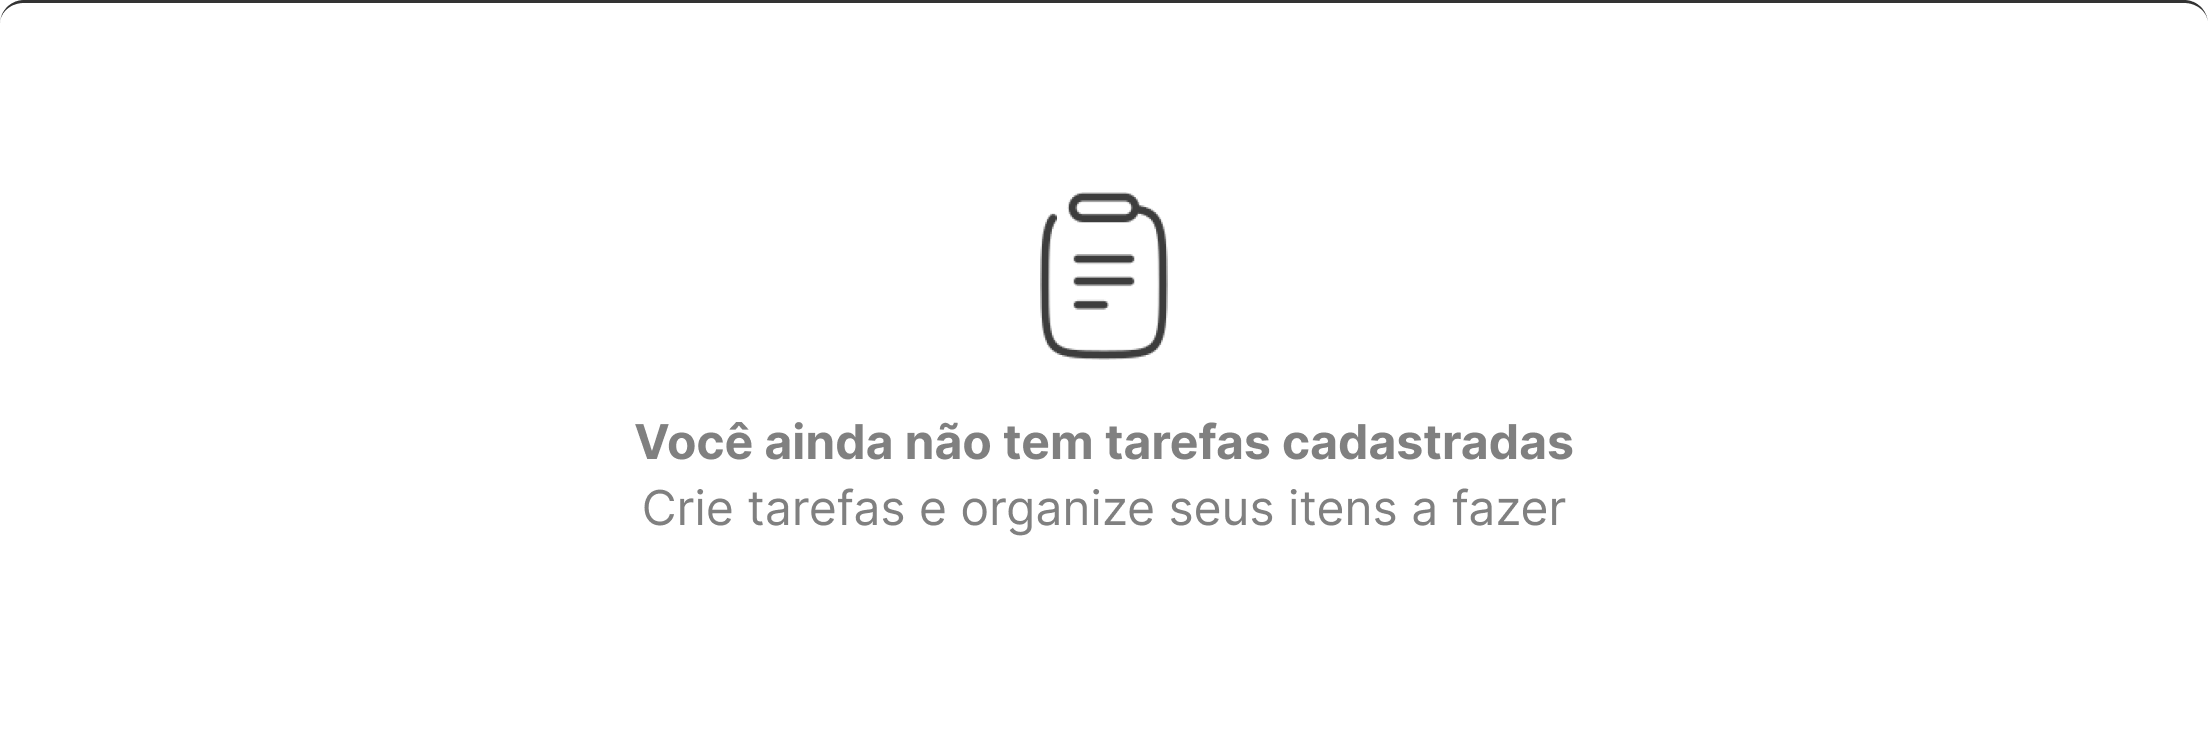 Você ainda não tem tarefas cadastradas
Crie tarefas e organize seus itens a fazer